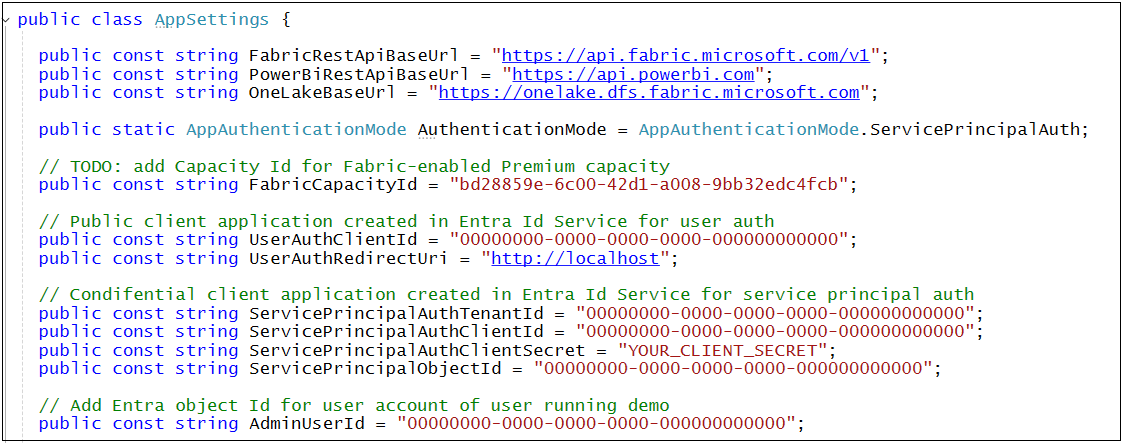 public class AppSettings {
public const string FabricRestApiBaseUrl = "https://api.fabric.microsoft.com/v1";
public const string PowerBiRestApiBaseUrl = "https://api.powerbi.com";
public const string OneLakeBaseUrl = "https://onelake.dfs.fabric.microsoft.com";
public static AppAuthenticationMode AuthenticationMode = AppAuthenticationMode.ServicePrincipalAuth;
// TODO: add Capacity Id for Fabric-enabled Premium capacity
public const string FabricCapacityId = "bd28859e-6c00-42d1-a008-9bb32edc4fcb";
// Public client application created in Entra Id Service for user auth
public const string UserAuthClientId = "00000000-0000-0000-0000-000000000000";
public const string UserAuthRedirectUri = "http://localhost";
// Condifential client application created in Entra Id Service for service principal auth
public const string ServicePrincipalAuthTenantId = "00000000-0000-0000-0000-000000000000";
public const string ServicePrincipalAuthClientId = "00000000-0000-0000-0000-000000000000";
public const string ServicePrincipalAuthClientSecret = "YOUR_CLIENT_SECRET";
public const string ServicePrincipalObjectId = "00000000-0000-0000-0000-000000000000";
// Add Entra object Id for user account of user running demo
public const string AdminUserId = "00000000-0000-0000-0000-000000000000";